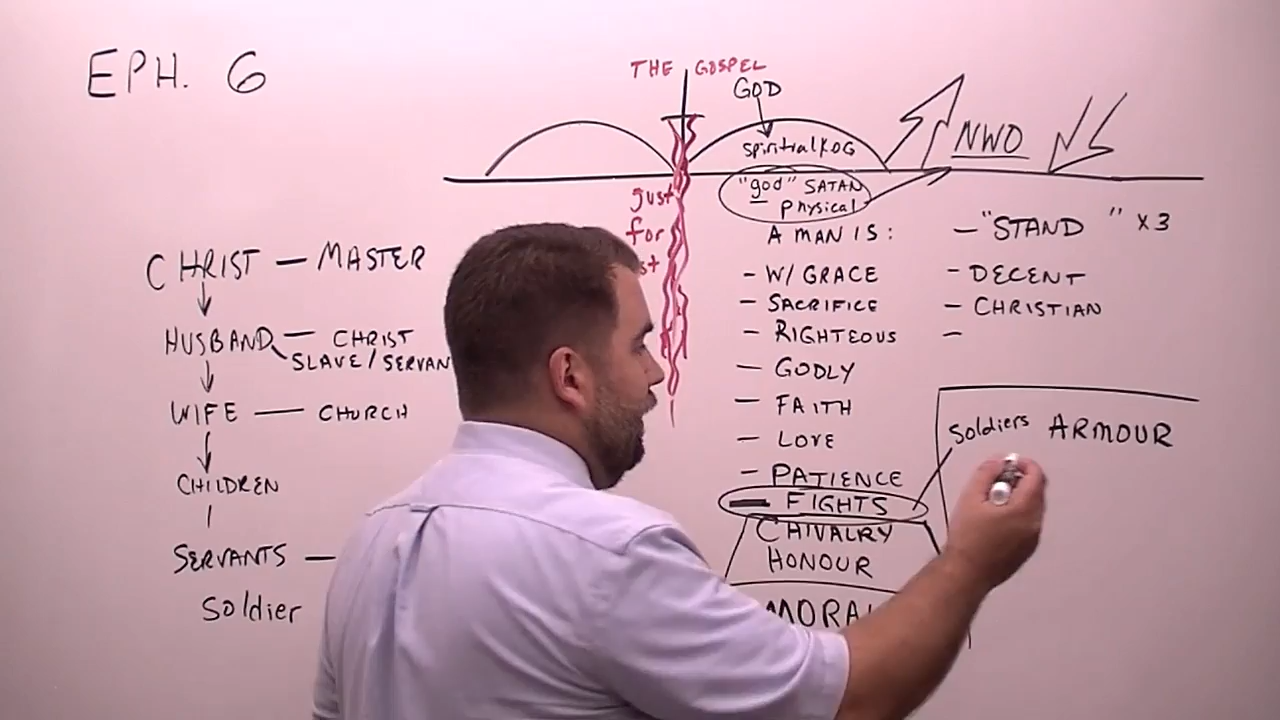 EPH. 6
THE GOSPEL
GOD
spiritual KOG
NWO
"god" SATAN
Physical
just
for
A MAN IS:
- W/ GRACE
- SACRIFICE
- RIGHTEOUS
- GODLY
- FAITH
- LOVE
- PATIENCE
- FIGHTS
CHIVALRY
HONOUR
- "STAND" X3
- DECENT
- CHRISTIAN
-
Soldiers ARMOUR
CHRIST - MASTER
HUSBAND - CHRIST
SLAVE/SERVAN
WIFE - CHURCH
CHILDREN
SERVANTS -
Soldier